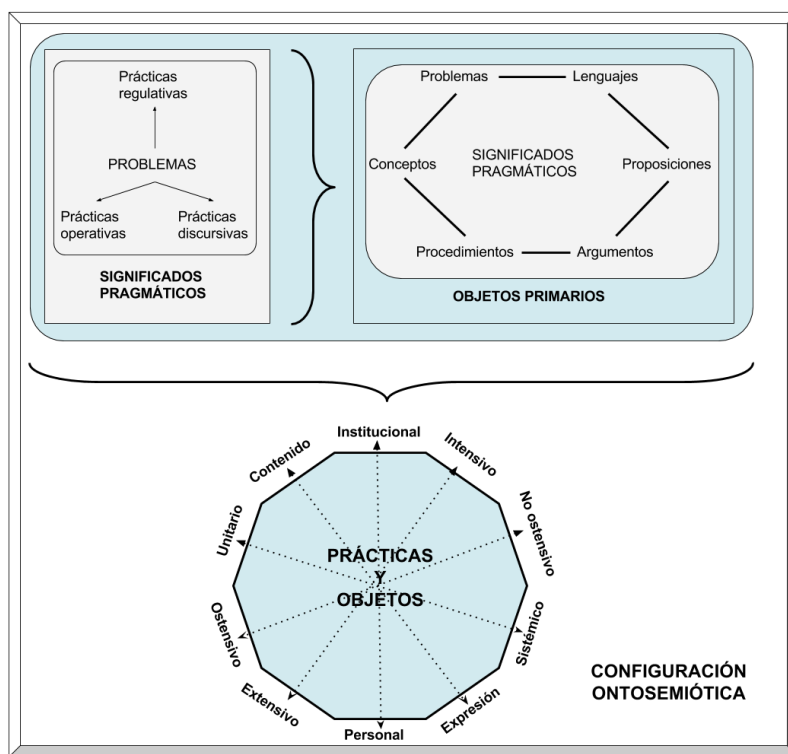 Prácticas
regulativas
PROBLEMAS
Prácticas
operativas
Prácticas
discursivas
SIGNIFICADOS
PRAGMÁTICOS
Problemas
Lenguajes
Conceptos
SIGNIFICADOS
PRAGMÁTICOS
Proposiciones
Procedimientos
Argumentos
OBJETOS PRIMARIOS
Institucional
Contenido
Intensivo
Unitario
No ostensivo
PRÁCTICAS
Y
OBJETOS
Ostensivo
Sistémico
Extensivo
Expresión
Personal
CONFIGURACIÓN
ONTOSEMIÓTICA